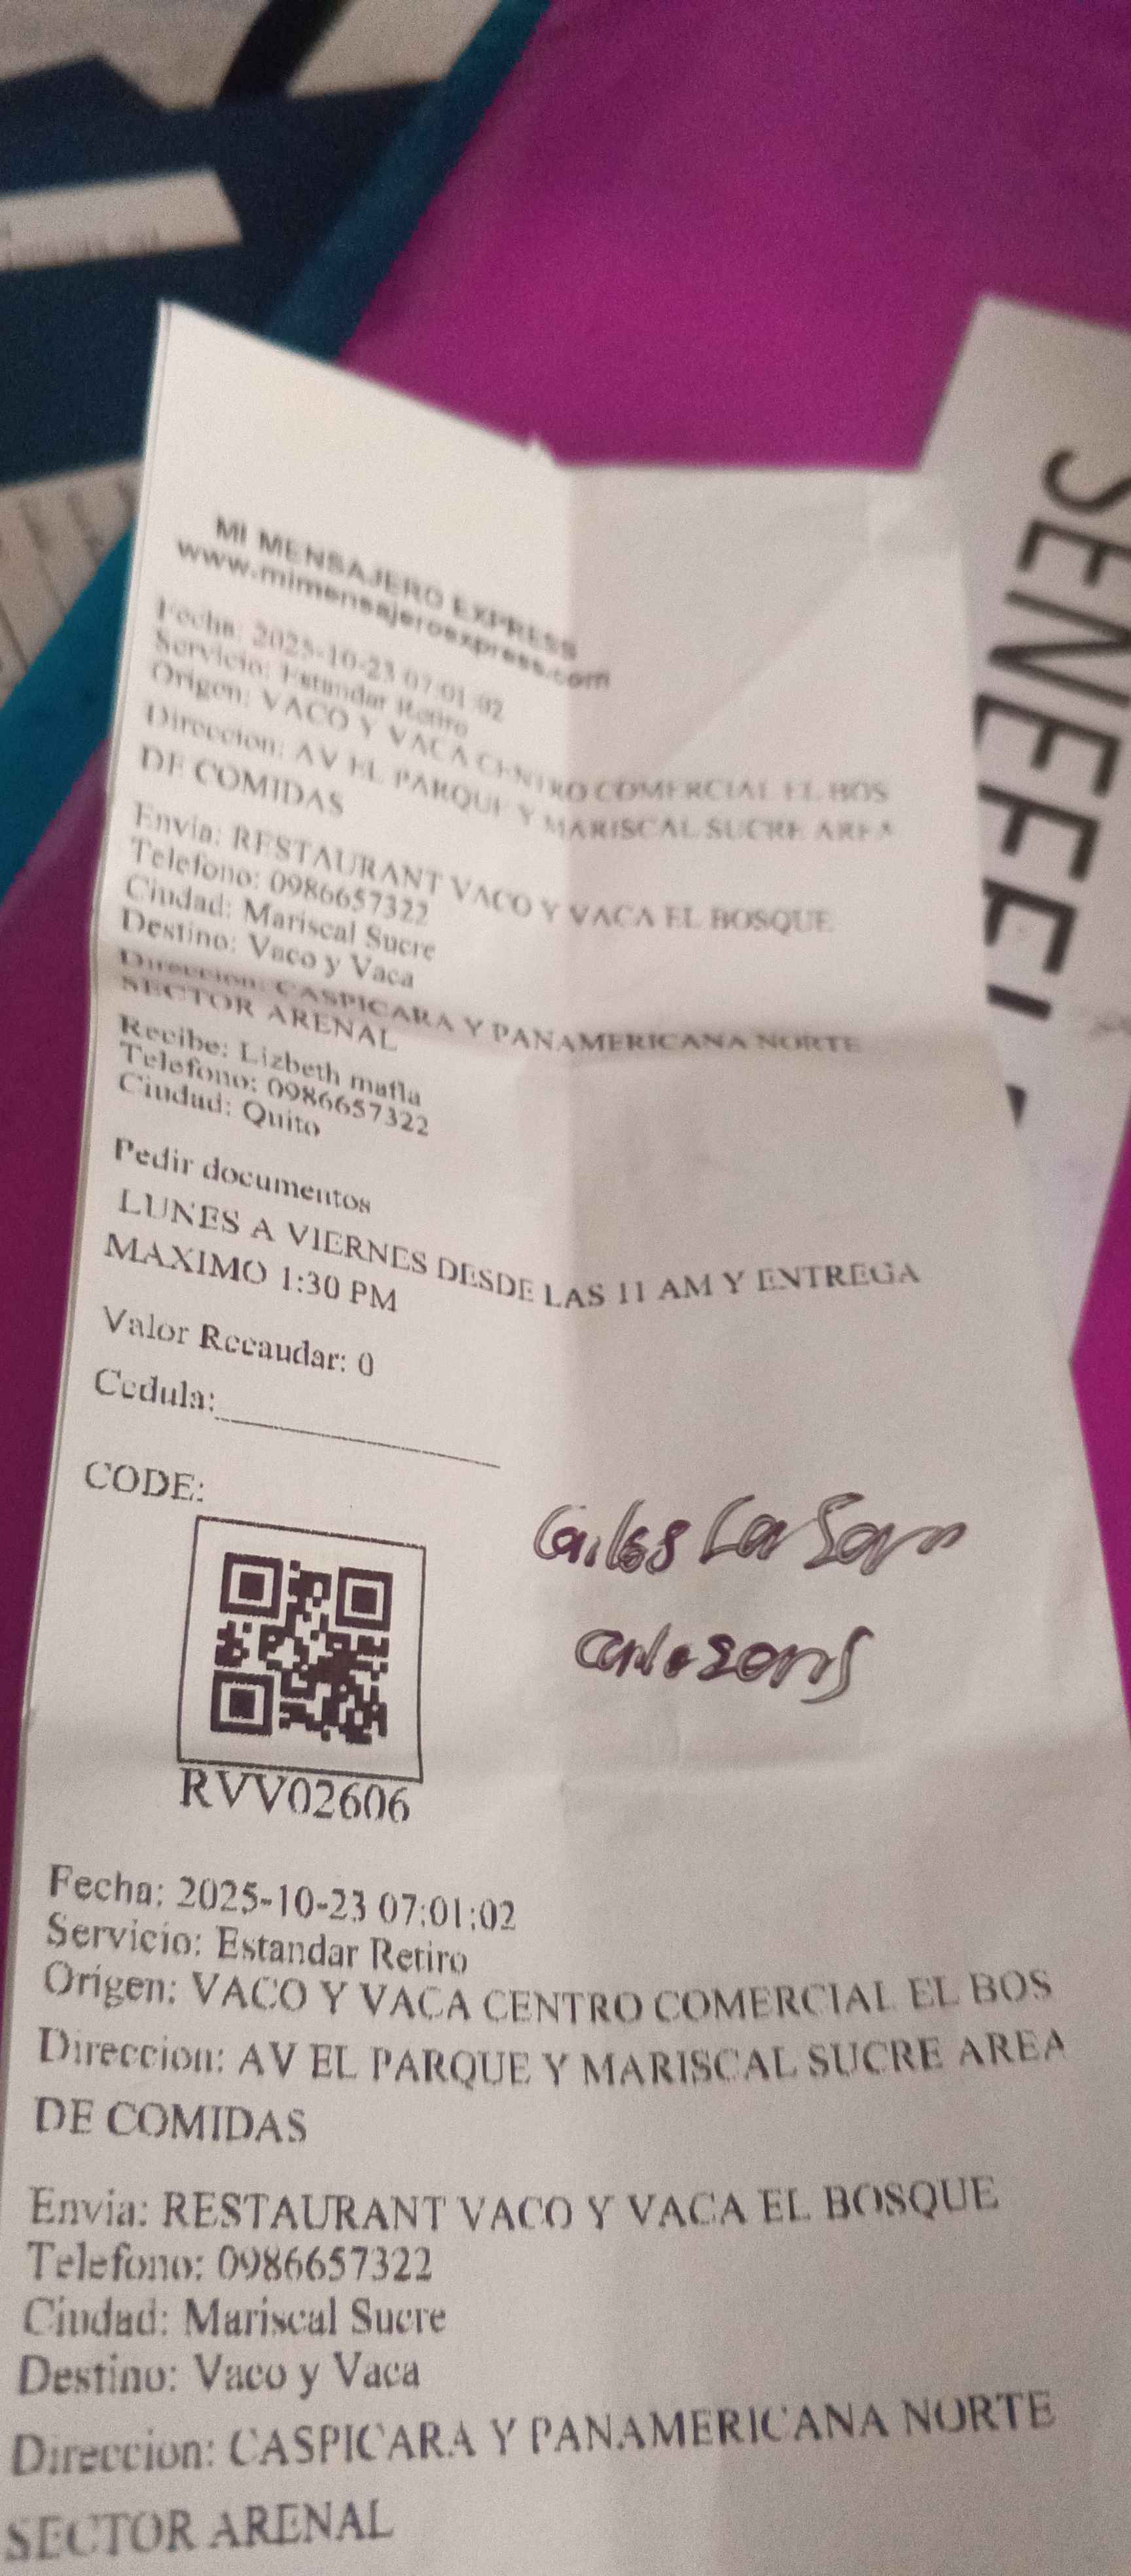 MI MENSAJERO EXPRESS
www.mimensajeroexpress.com
Fecha: 2025-10-23 07:01:02
Servicio: Estandar Retiro
Origen: VACO Y VACA CENTRO COMERCIAL EL BOS
Direccion: AV EL PARQUE Y MARISCAL SUCRE AREA
DE COMIDAS
Envia: RESTAURANT VACO Y VACA EL BOSQUE
Telefono: 0986657322
Ciudad: Mariscal Sucre
Destino: Vaco y Vaca
Direccion: CASPICARA Y PANAMERICANA NORTE
SECTOR ARENAL
Recibe: Lizbeth mafla
Telefono: 0986657322
Ciudad: Quito
Pedir documentos
LUNES A VIERNES DESDE LAS 11 AM Y ENTREGA
MAXIMO 1:30 PM
Valor Recaudar: 0
Cedula:
CODE:
RVV02606
Fecha: 2025-10-23 07:01:02
Servicio: Estandar Retiro
Origen: VACO Y VACA CENTRO COMERCIAL EL BOS
Direccion: AV EL PARQUE Y MARISCAL SUCRE AREA
DE COMIDAS
Envia: RESTAURANT VACO Y VACA EL BOSQUE
Telefono: 0986657322
Ciudad: Mariscal Sucre
Destino: Vaco y Vaca
Direccion: CASPICARA Y PANAMERICANA NORTE
SECTOR ARENAL